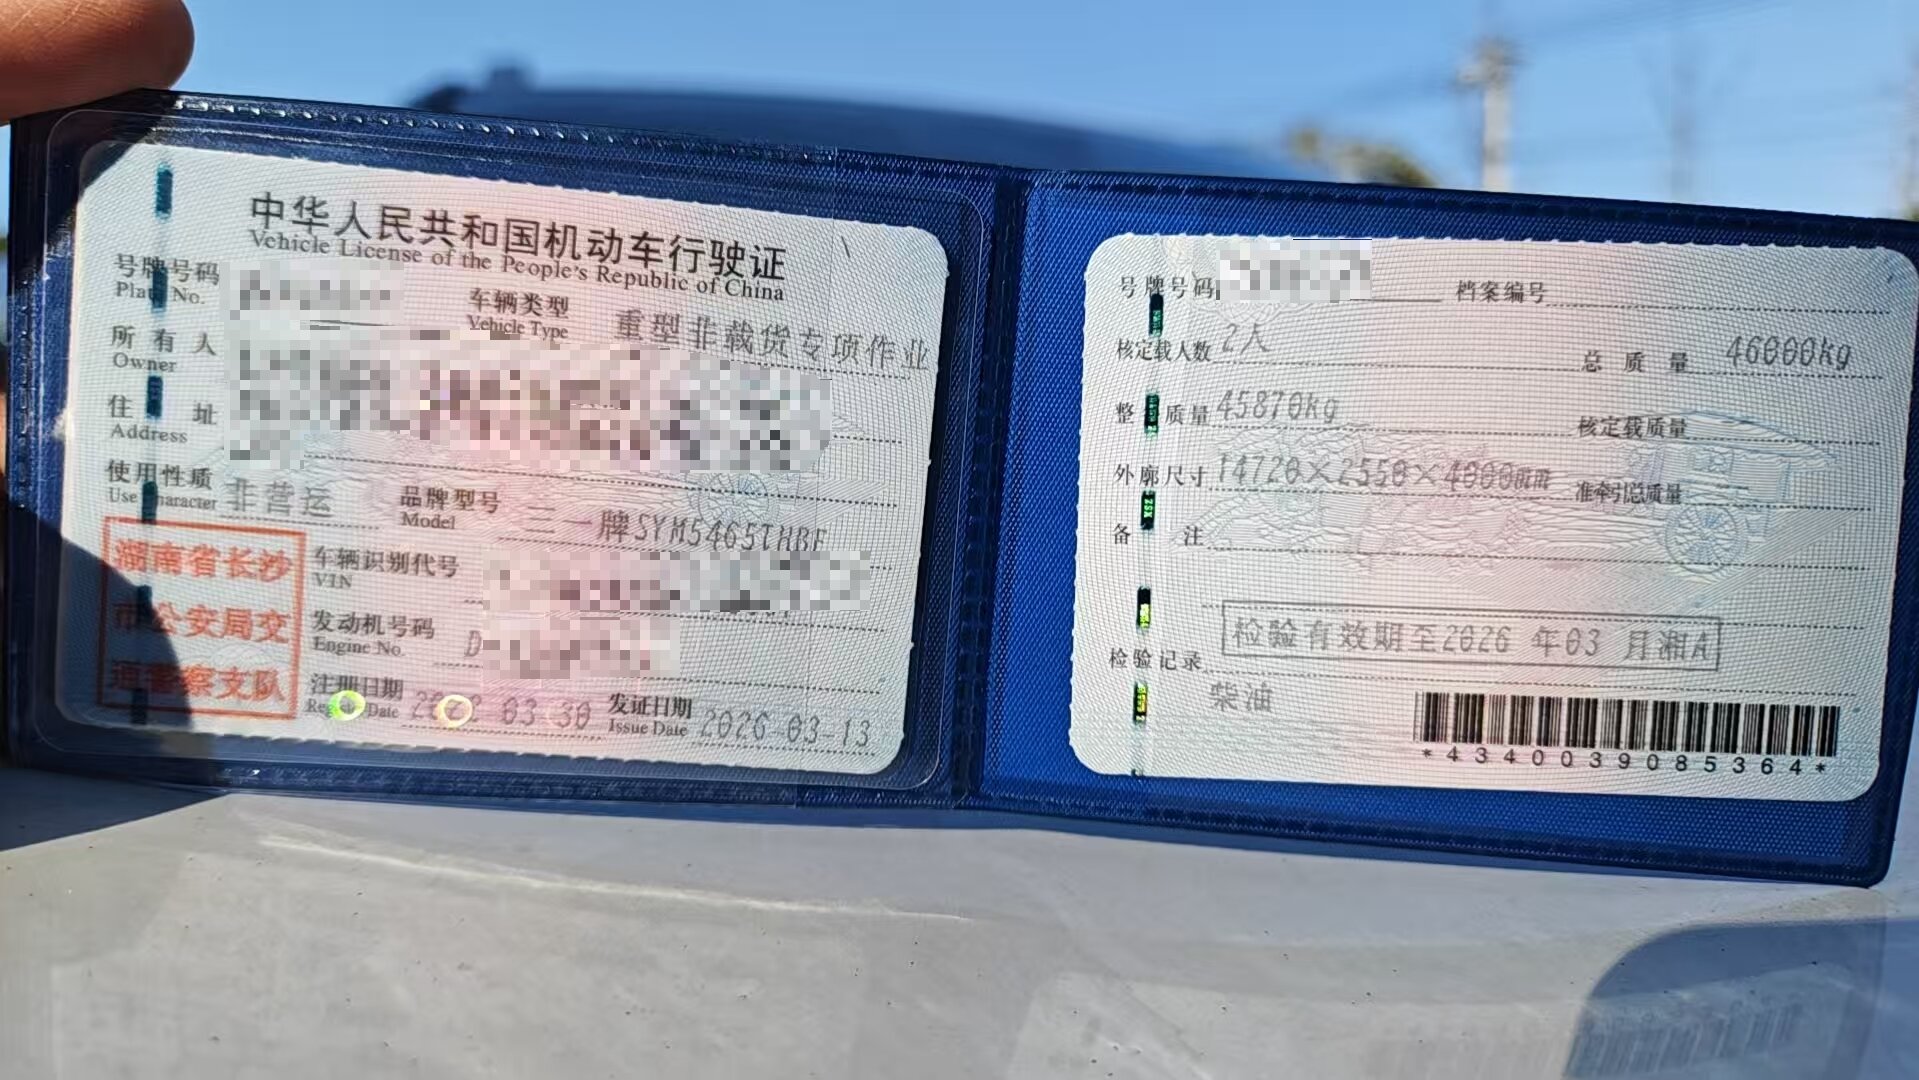 中华人民共和国机动车行驶证
Vehicle License of the People's Republic of China
号牌号码
Plate No.
车辆类型
Vehicle Type
重型非载货专项作业
所有人
Owner
住址
Address
使用性质
Use Character
非营运
品牌型号
Model
三一牌SYM5465THBF
湖南省长沙
市公安局交
通警察支队
车辆识别代号
VIN
发动机号码
Engine No.
D
注册日期
Register Date
03 30
发证日期
Issue Date
2026-03-13
号牌号码
档案编号
核定载人数
2人
总质量
46000kg
整备质量
45870kg
核定载质量
外廓尺寸
14720×2550×4000mm
准牵引总质量
备注
检验有效期至2026 年03 月湘A
检验记录
柴油
*4340039085364*